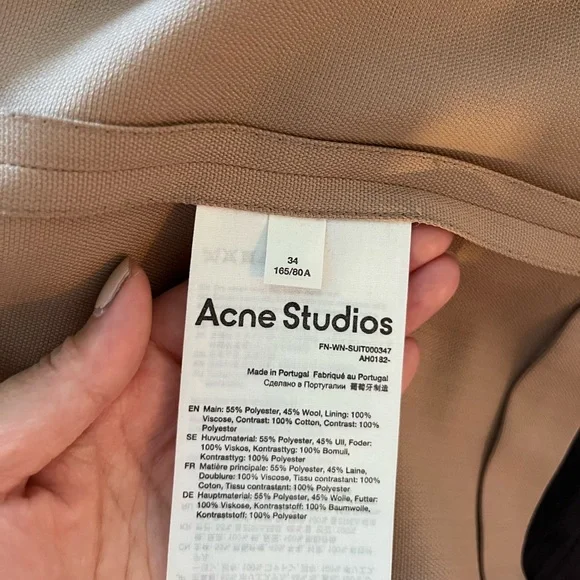 34
165/80 A
Acne Studios
FN-WN-SUIT000347
AH0182-
Made in Portugal Fabriqué au Portugal
Сделано в Португалии 葡萄牙制造
EN Main: 55% Polyester, 45% Wool, Lining: 100%
Viscose, Contrast: 100% Cotton, Contrast: 100%
Polyester
SE Huvudmaterial: 55% Polyester, 45% Ull, Foder:
100% Viskos, Kontrasttyg: 100% Bomull,
Kontrasttyg: 100% Polyester
FR Matière principale: 55% Polyester, 45% Laine,
Doublure: 100% Viscose, Tissu contrastant: 100%
Coton, Tissu contrastant: 100% Polyester
DE Hauptmaterial: 55% Polyester, 45% Wolle, Futter:
100% Viskose, Kontraststoff: 100% Baumwolle,
Kontraststoff: 100% Polyester